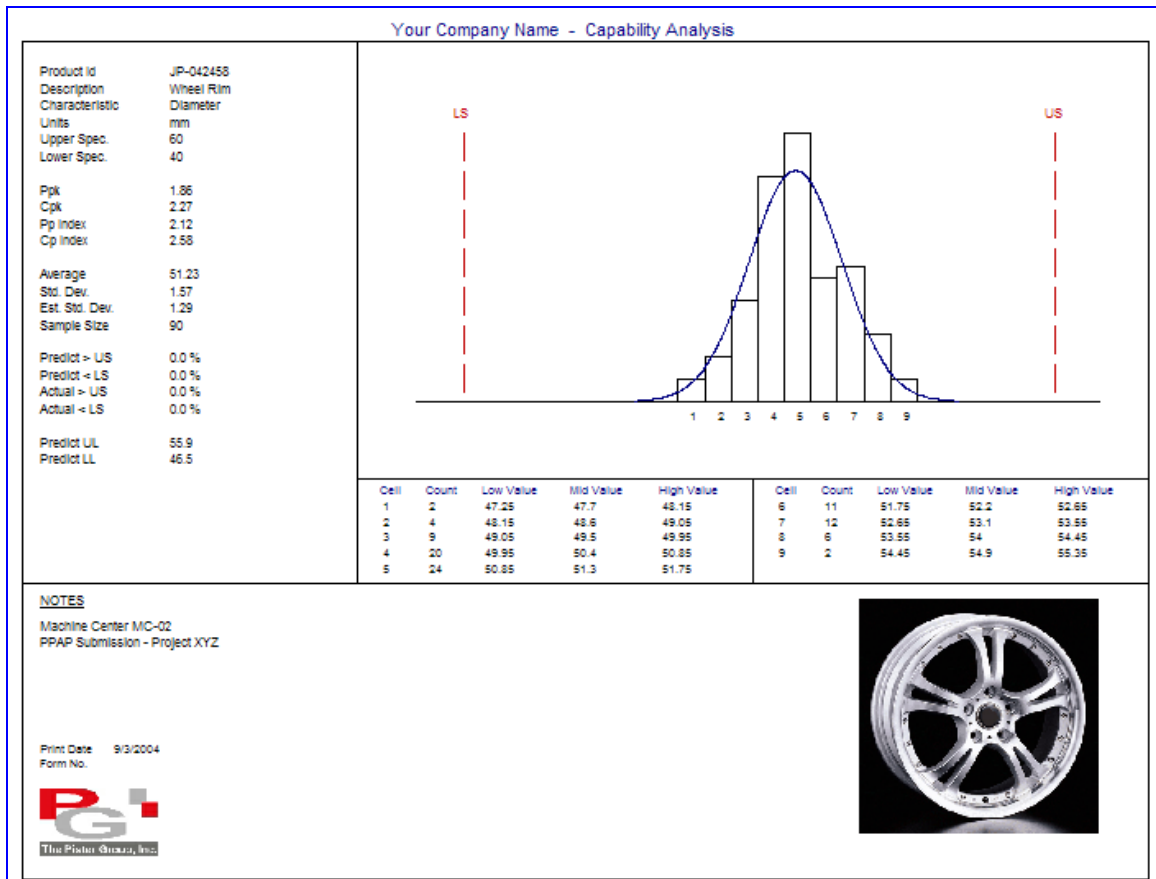 Your Company Name - Capability Analysis
Product Id JP-042458
Description Wheel Rim
Characteristic Diameter
Units mm
Upper Spec. 60
Lower Spec. 40
Ppk 1.86
Cpk 2.27
Pp Index 2.12
Cp Index 2.58
Average 51.23
Std. Dev. 1.57
Est. Std. Dev. 1.29
Sample Size 90
Predict > US 0.0 %
Predict < LS 0.0 %
Actual > US 0.0 %
Actual < LS 0.0 %
Predict UL 55.9
Predict LL 46.5
LS US
1 2 3 4 5 6 7 8 9
Cell Count Low Value Mid Value High Value
1 2 47.25 47.7 48.15
2 4 48.15 48.6 49.05
3 9 49.05 49.5 49.95
4 20 49.95 50.4 50.85
5 24 50.85 51.3 51.75
Cell Count Low Value Mid Value High Value
6 11 51.75 52.2 52.65
7 12 52.65 53.1 53.55
8 6 53.55 54 54.45
9 2 54.45 54.9 55.35
NOTES
Machine Center MC-02
PPAP Submission - Project XYZ
Print Date 9/3/2004
Form No.
PG
The Pister Group, Inc.